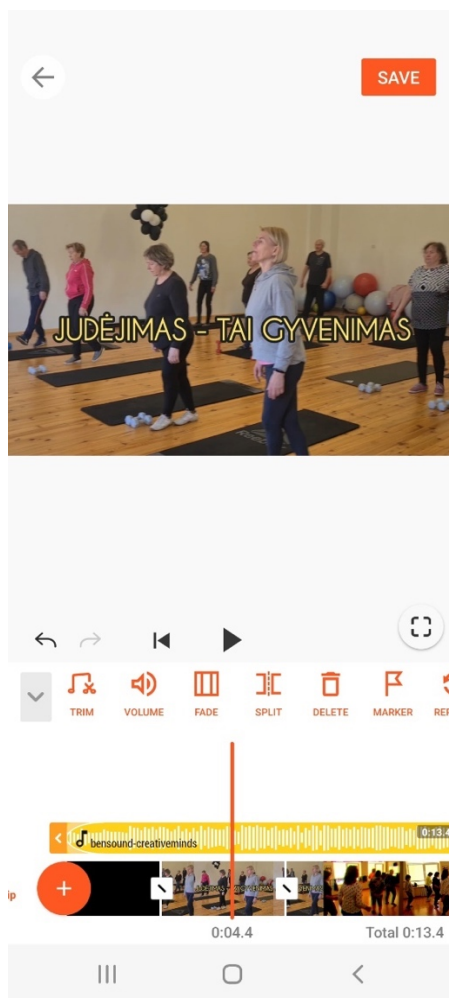 SAVE
JUDĖJIMAS – TAI GYVENIMAS
TRIM VOLUME FADE SPLIT DELETE MARKER
bensound-creativeminds 0:13.4
0:04.4 Total 0:13.4